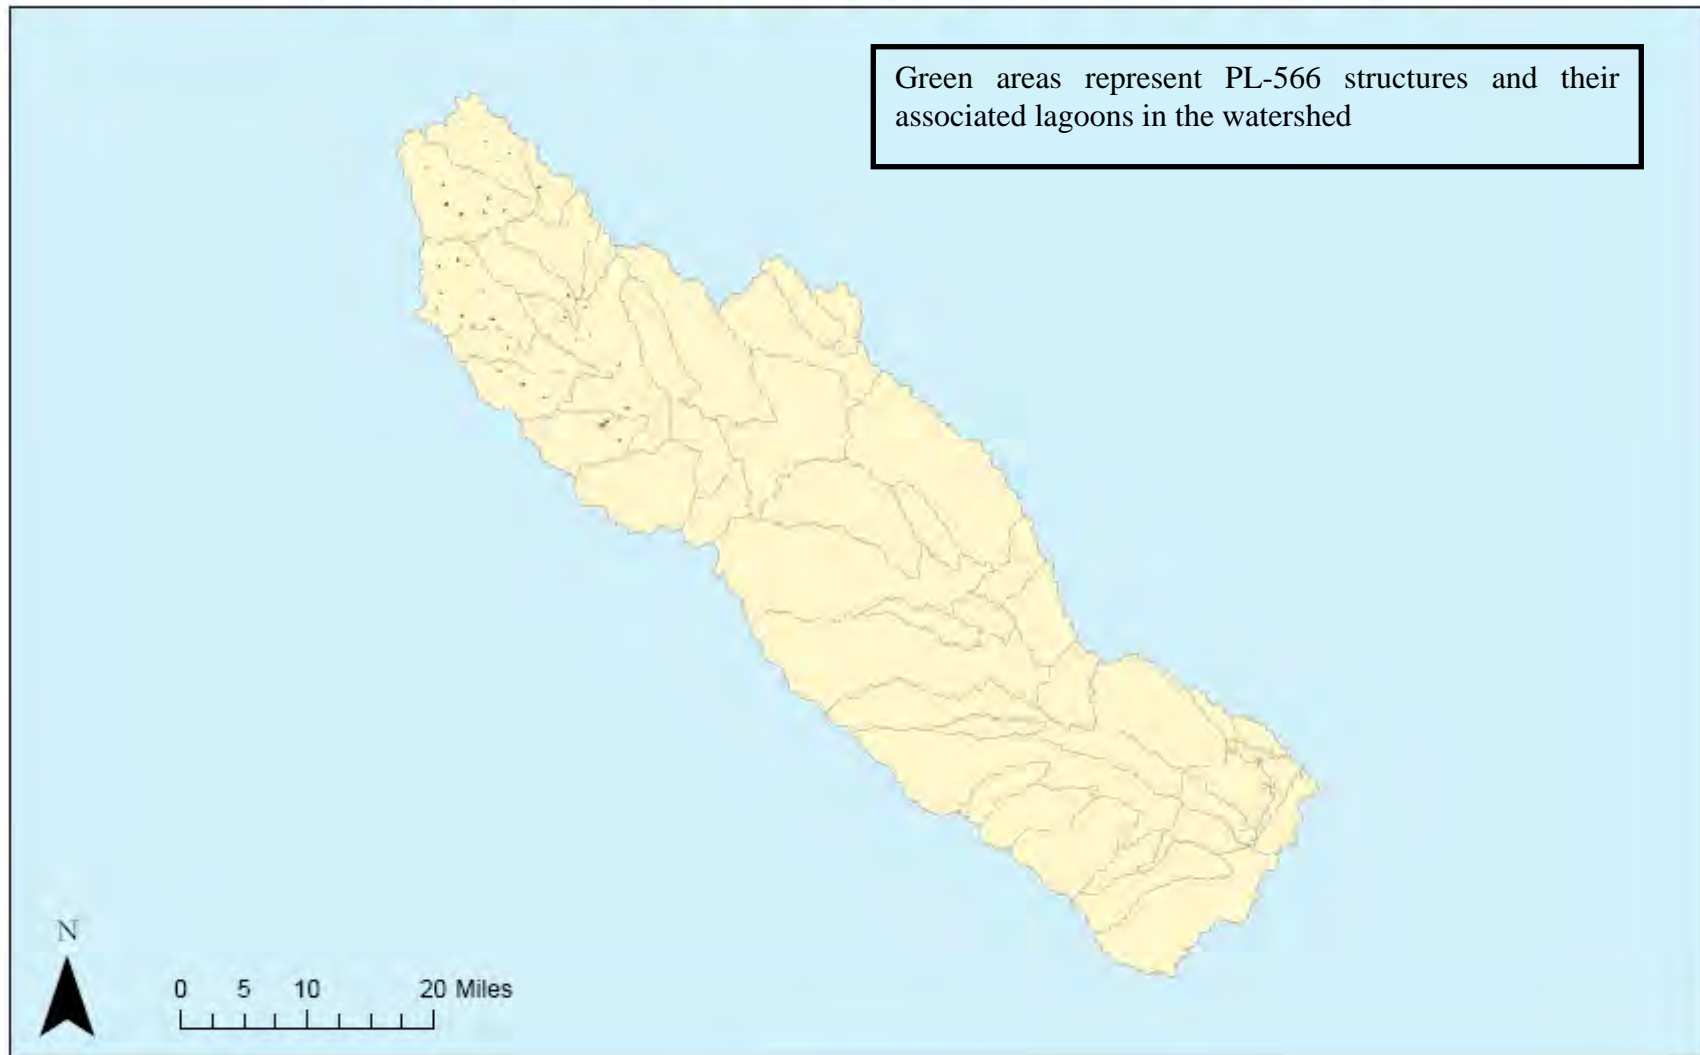 Green areas represent PL-566 structures and their
associated lagoons in the watershed
N
0 5 10 20 Miles